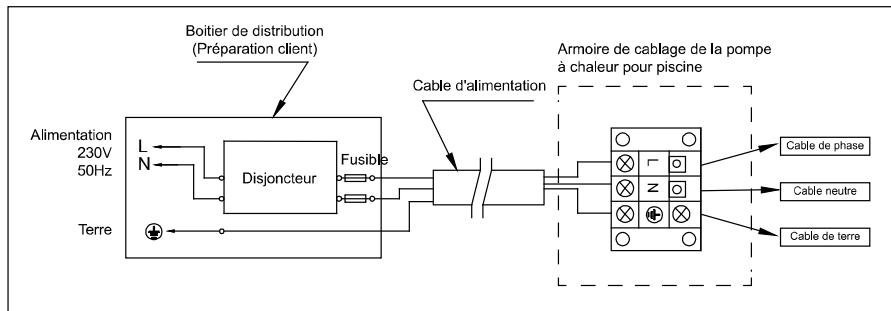 Boitier de distribution
(Préparation client)
Armoire de cablage de la pompe
à chaleur pour piscine
Cable d'alimentation
Alimentation
230V
50Hz
L
N
Disjoncteur
Fusible
Terre
L
N
Cable de phase
Cable neutre
Cable de terre